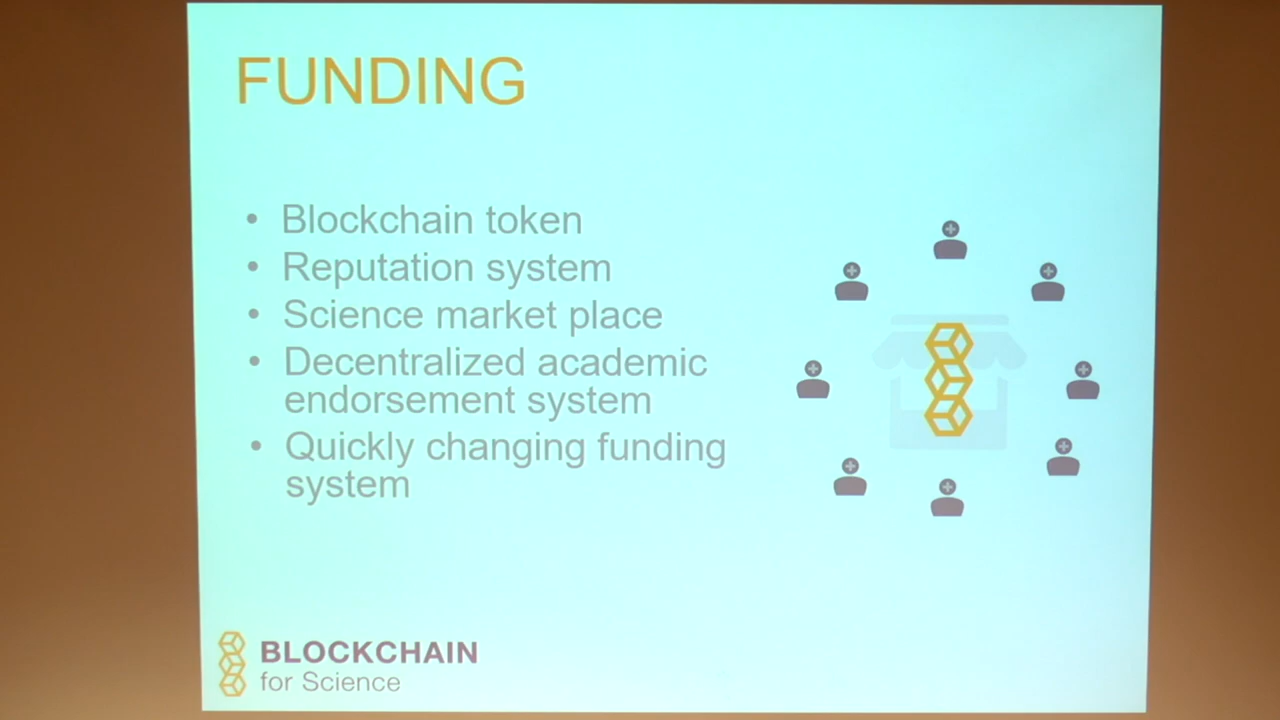 FUNDING
• Blockchain token
• Reputation system
• Science market place
• Decentralized academic
endorsement system
• Quickly changing funding
system
BLOCKCHAIN
for Science